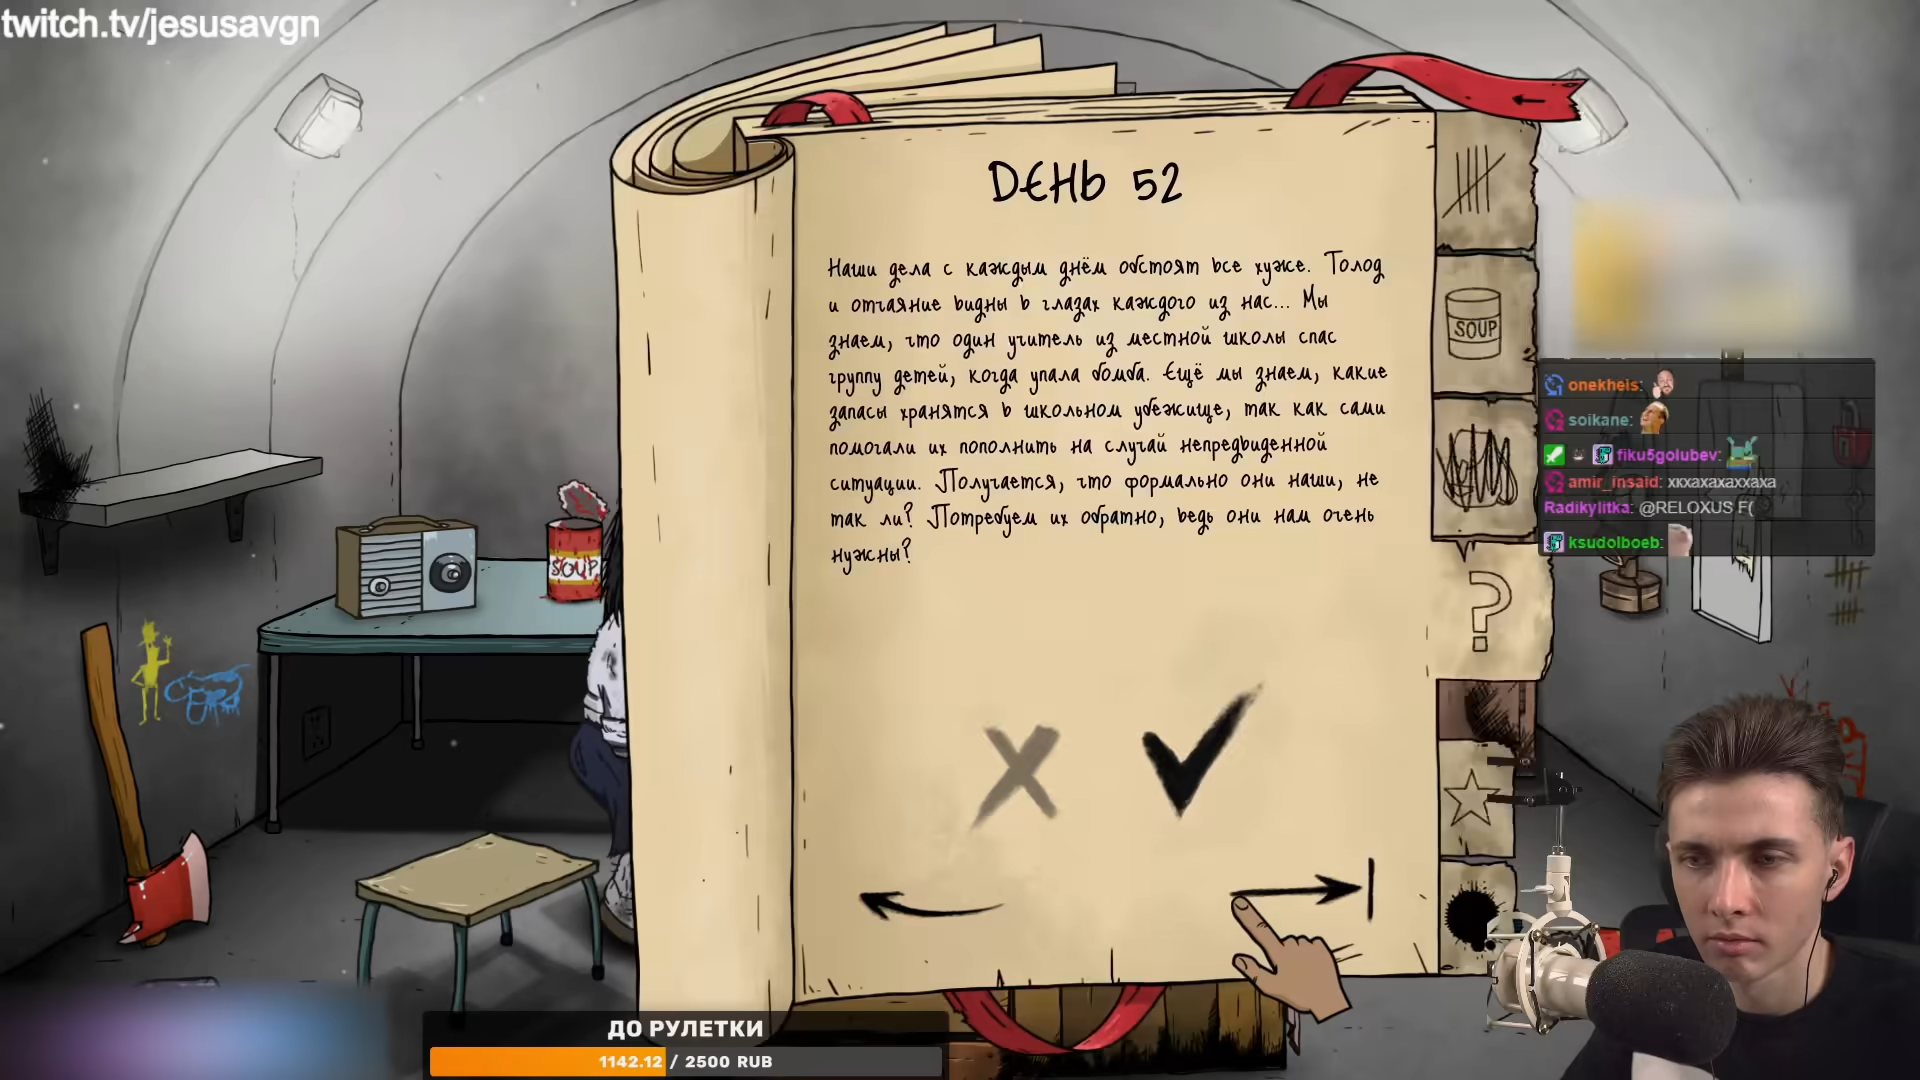 twitch.tv/jesusavgn
ДЕНЬ 52
Наши дела с каждым днём обстоят все хуже. Голод
и отчаяние видны в глазах каждого из нас... Мы
знаем, что один учитель из местной школы спас
группу детей, когда упала бомба. Ещё мы знаем, какие
запасы хранятся в школьном убежище, так как сами
помогали их пополнить на случай непредвиденной
ситуации. Получается, что формально они наши, не
так ли? Потребуем их обратно, ведь они нам очень
нужны?
SOUP
SOUP
onekheis:
soikane:
fiku5golubev:
amir_insaid: хкхахахаххаха
Radikylitka: @RELOXUS F(
ksudolboeb:
ДО РУЛЕТКИ
1142.12 / 2500 RUB